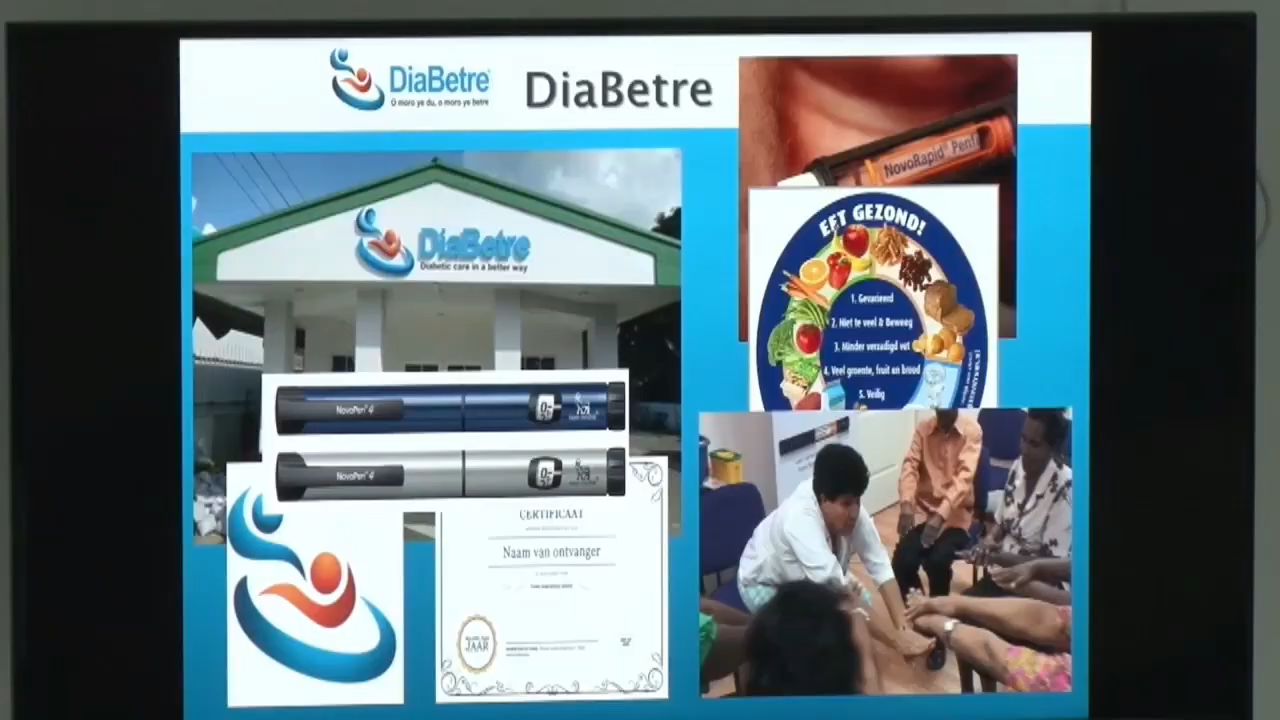 DiaBetre
O moro ye du, o moro ye betre
DiaBetre
NovoRapid® Penfi
DiaBetre
Diabetic care in a better way
EET GEZOND!
1. Gevarieerd
2. Niet te veel & Beweeg
3. Minder verzadigd vet
4. Veel groente, fruit en brood
5. Veilig
NovoPen® 4
NovoPen® 4
CERTIFICAAT
Naam van ontvanger
JAAR